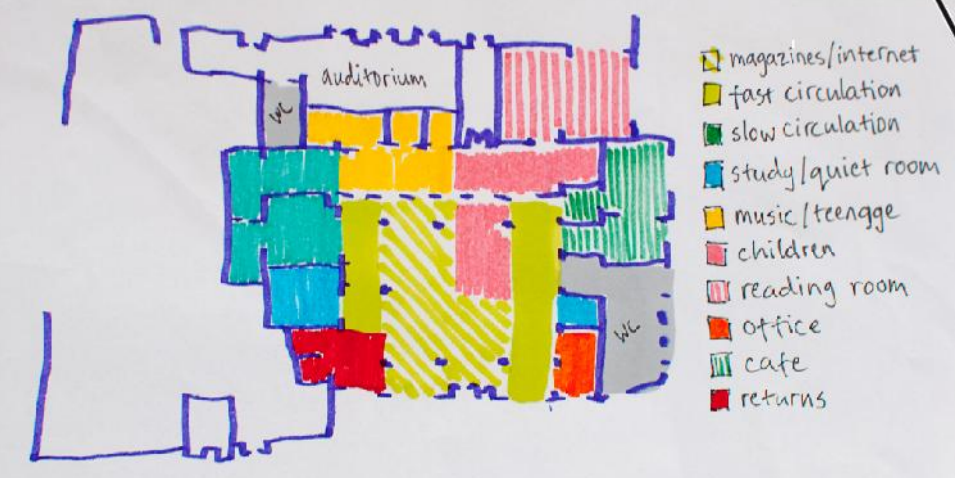 auditorium
WC
WC
magazines/internet
fast circulation
slow circulation
study/quiet room
music/teengge
children
reading room
office
cafe
returns